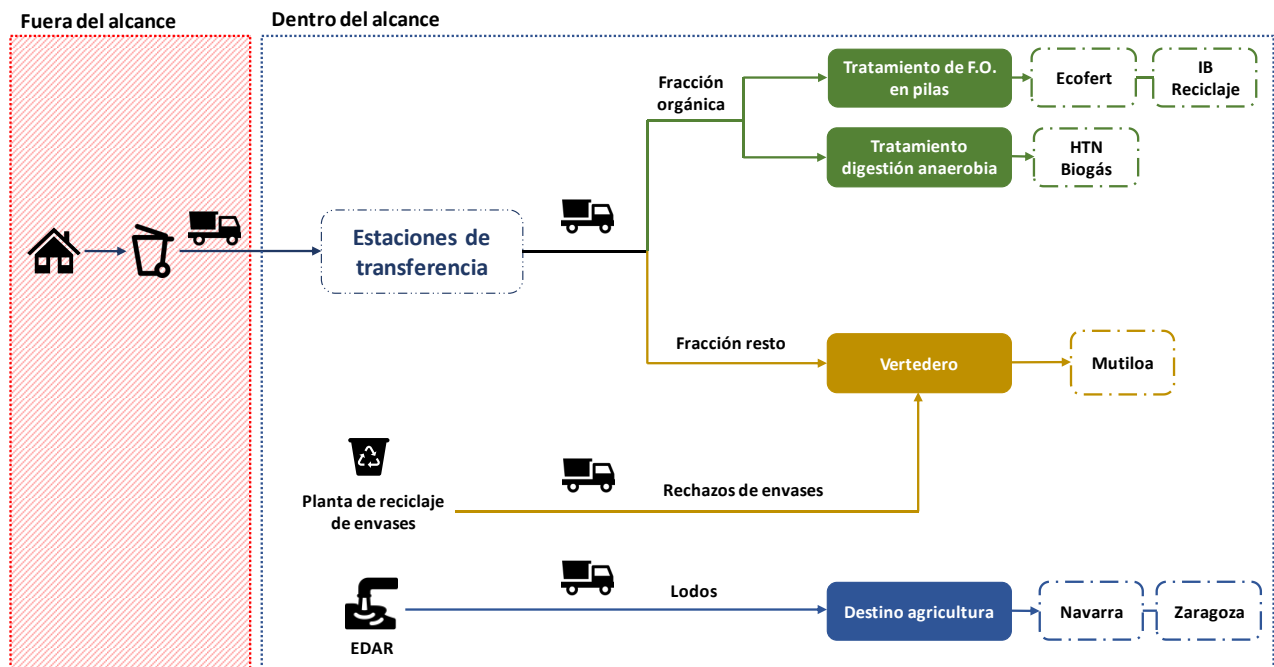 Fuera del alcance
Dentro del alcance
Fracción
orgánica
Tratamiento de F.O.
en pilas
Ecofert
IB
Reciclaje
Tratamiento
digestión anaerobia
HTN
Biogás
Estaciones de
transferencia
Fracción resto
Vertedero
Mutiloa
Planta de reciclaje
de envases
Rechazos de envases
EDAR
Lodos
Destino agricultura
Navarra
Zaragoza